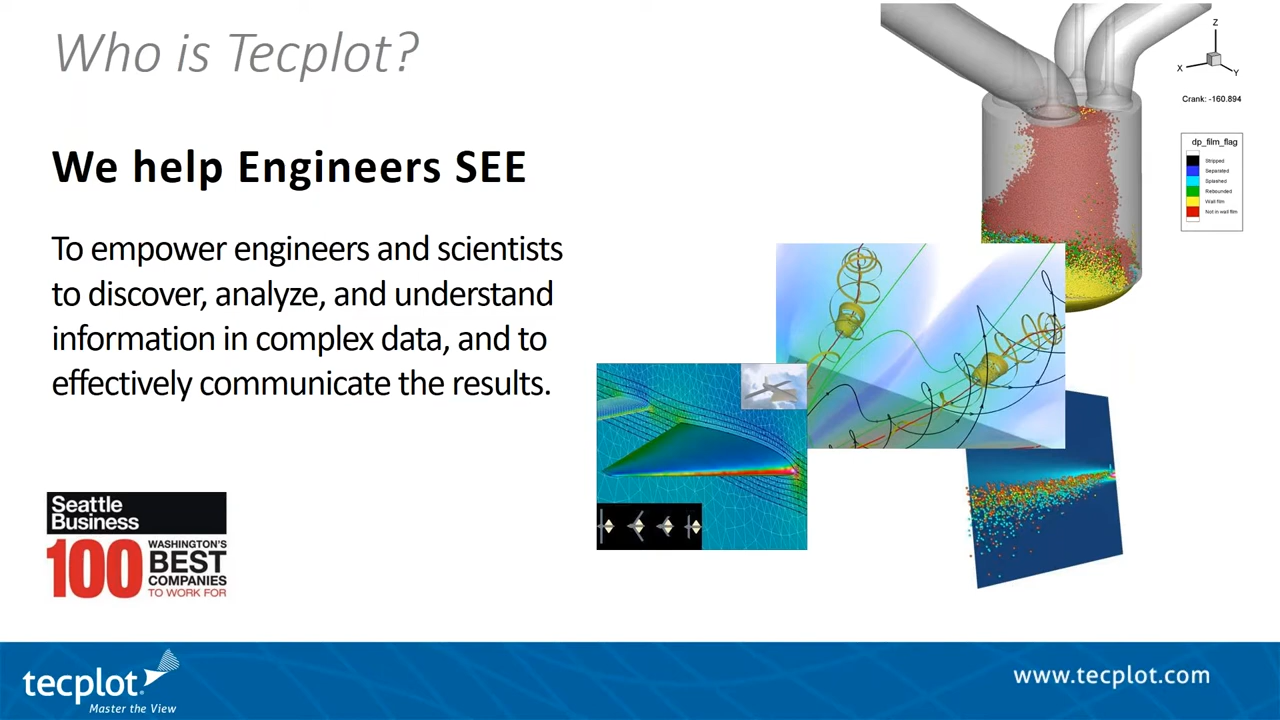 Who is Tecplot?
We help Engineers SEE
To empower engineers and scientists
to discover, analyze, and understand
information in complex data, and to
effectively communicate the results.
Seattle
Business
100
WASHINGTON'S
BEST
COMPANIES
TO WORK FOR
Z
X
Y
Crank: -160.894
dp_film_flag
Stripped
Separated
Splashed
Rebounded
Wall film
Not in wall film
tecplot.
Master the View
www.tecplot.com